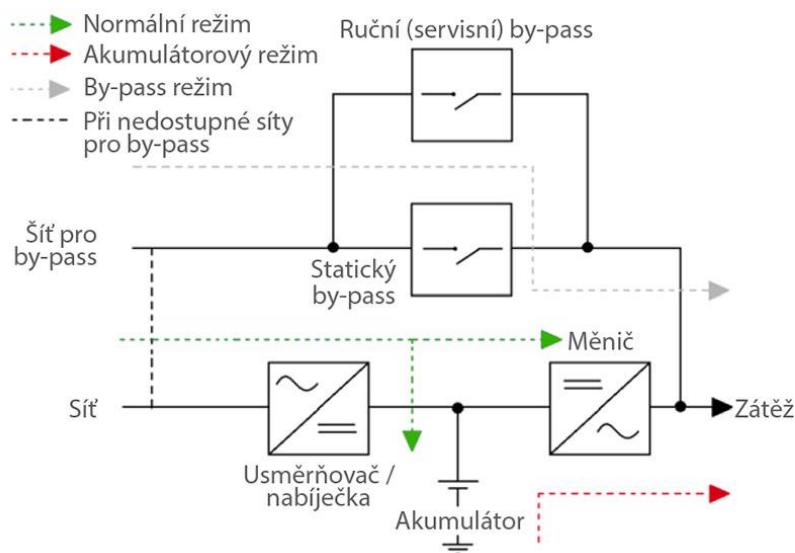 Normální režim
Akumulátorový režim
By-pass režim
Při nedostupné síty
pro by-pass
Ruční (servisní) by-pass
Šíť pro
by-pass
Statický
by-pass
Měnič
Síť
Zátěž
Usměrňovač /
nabíječka
Akumulátor